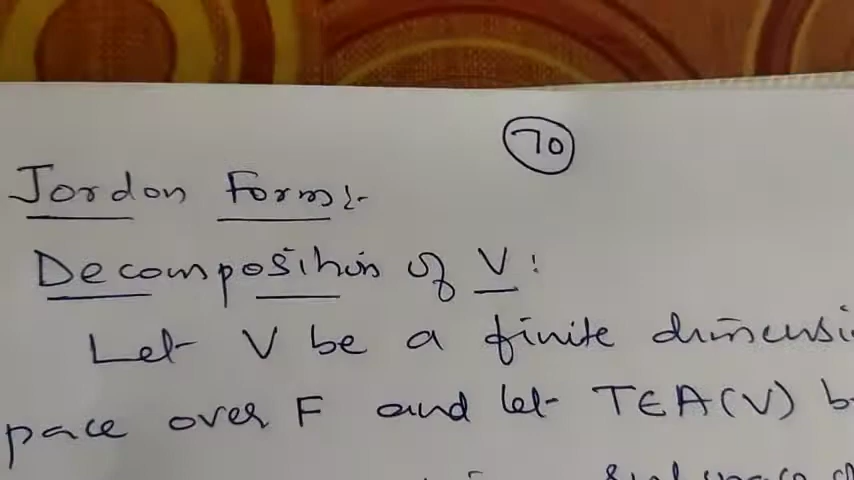 70
Jordon Form:-
Decomposition of V:
Let V be a finite dimensi
pace over F and let T∈A(V) b